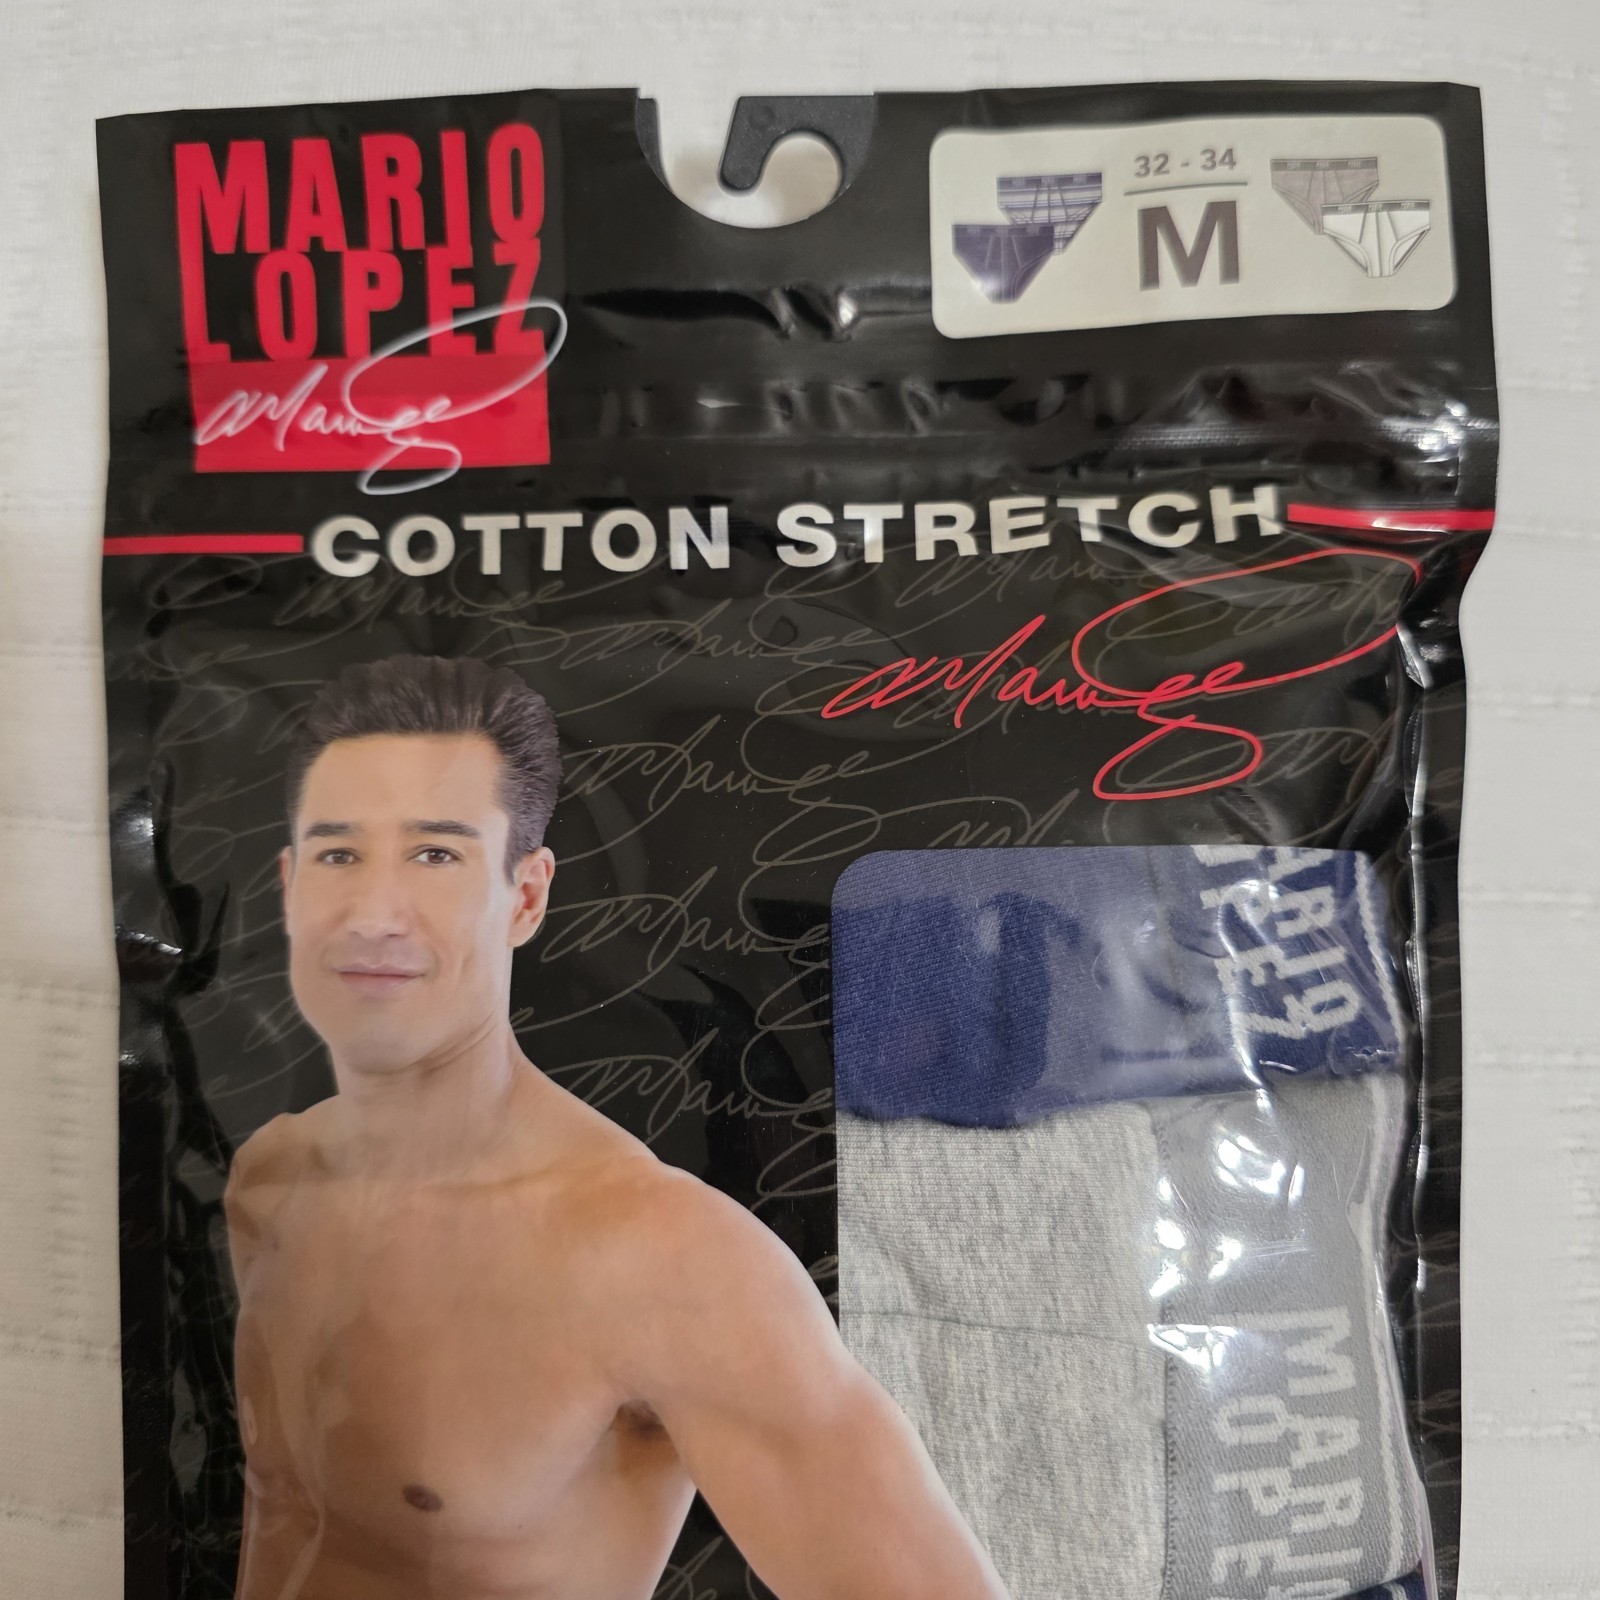 MARIO
LOPEZ
32 - 34
M
COTTON STRETCH
MARIO
LOPEZ
MARIO
LOPEZ